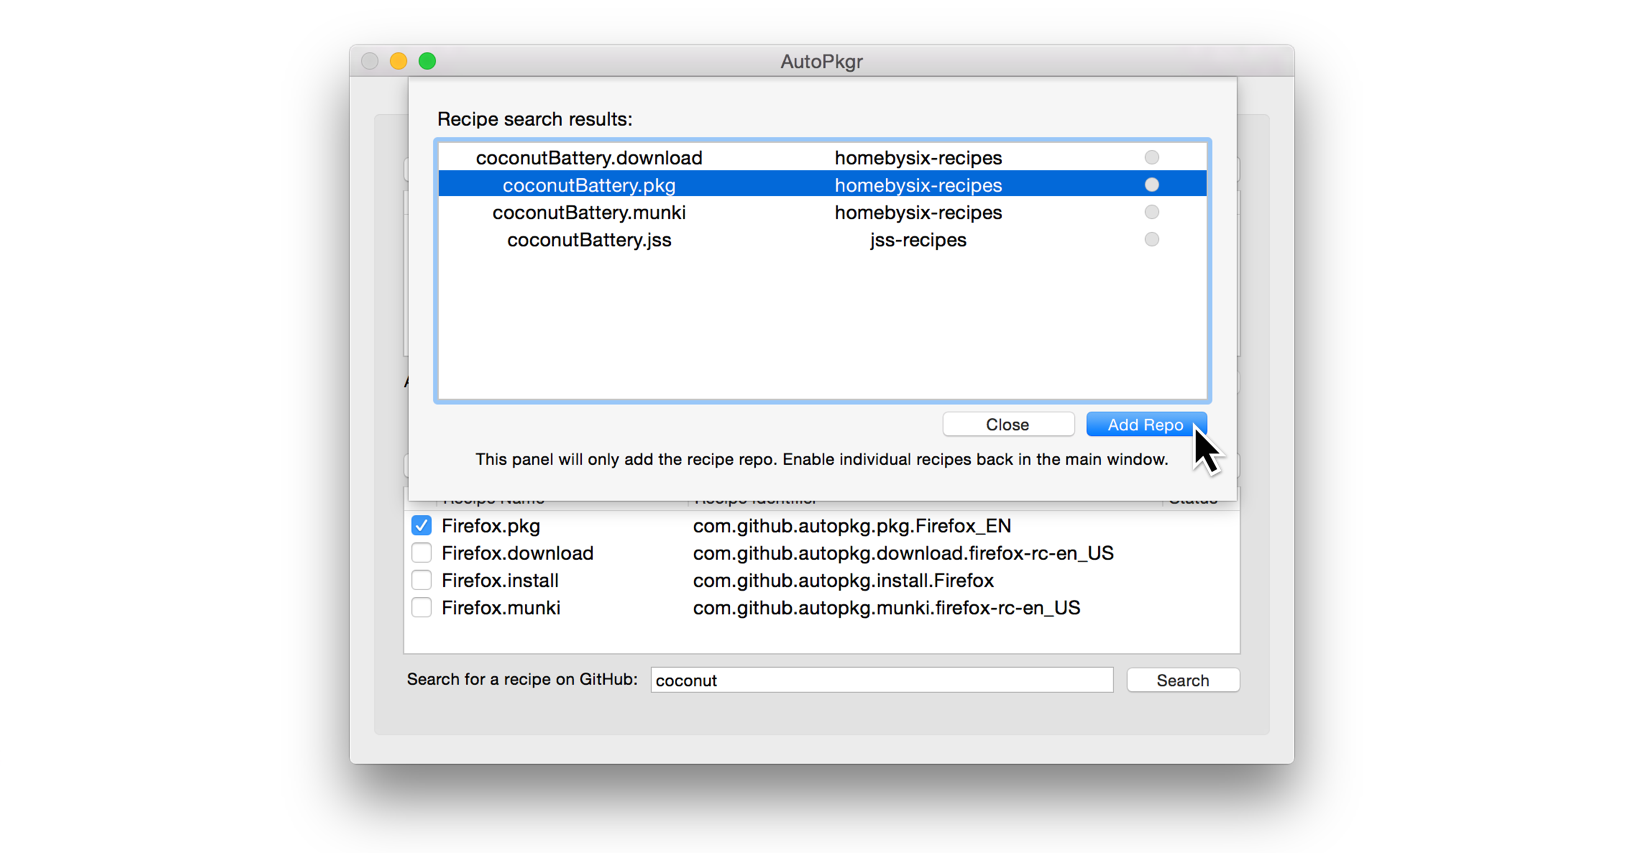 AutoPkgr
Recipe search results:
coconutBattery.download homebysix-recipes
coconutBattery.pkg homebysix-recipes
coconutBattery.munki homebysix-recipes
coconutBattery.jss jss-recipes
Close Add Repo
This panel will only add the recipe repo. Enable individual recipes back in the main window.
Recipe Name Recipe Identifier Status
Firefox.pkg com.github.autopkg.pkg.Firefox_EN
Firefox.download com.github.autopkg.download.firefox-rc-en_US
Firefox.install com.github.autopkg.install.Firefox
Firefox.munki com.github.autopkg.munki.firefox-rc-en_US
Search for a recipe on GitHub: coconut Search